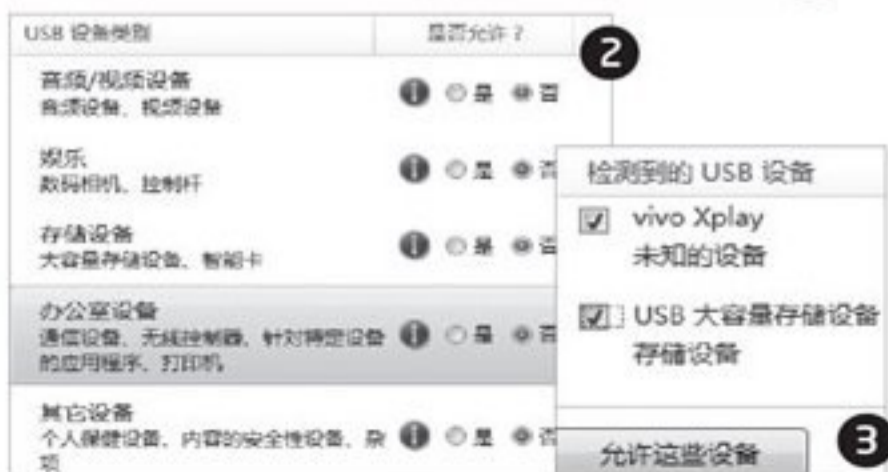 USB 设备类别 是否允许？
2
音频/视频设备
音频设备、视频设备
是 否
娱乐
数码相机、控制杆
是 否
存储设备
大容量存储设备、智能卡
是 否
办公室设备
通信设备、无线控制器、针对特定设备
的应用程序、打印机
是 否
其它设备
个人保健设备、内容的安全性设备、杂
项
是 否
检测到的 USB 设备
vivo Xplay
未知的设备
USB 大容量存储设备
存储设备
允许这些设备
3